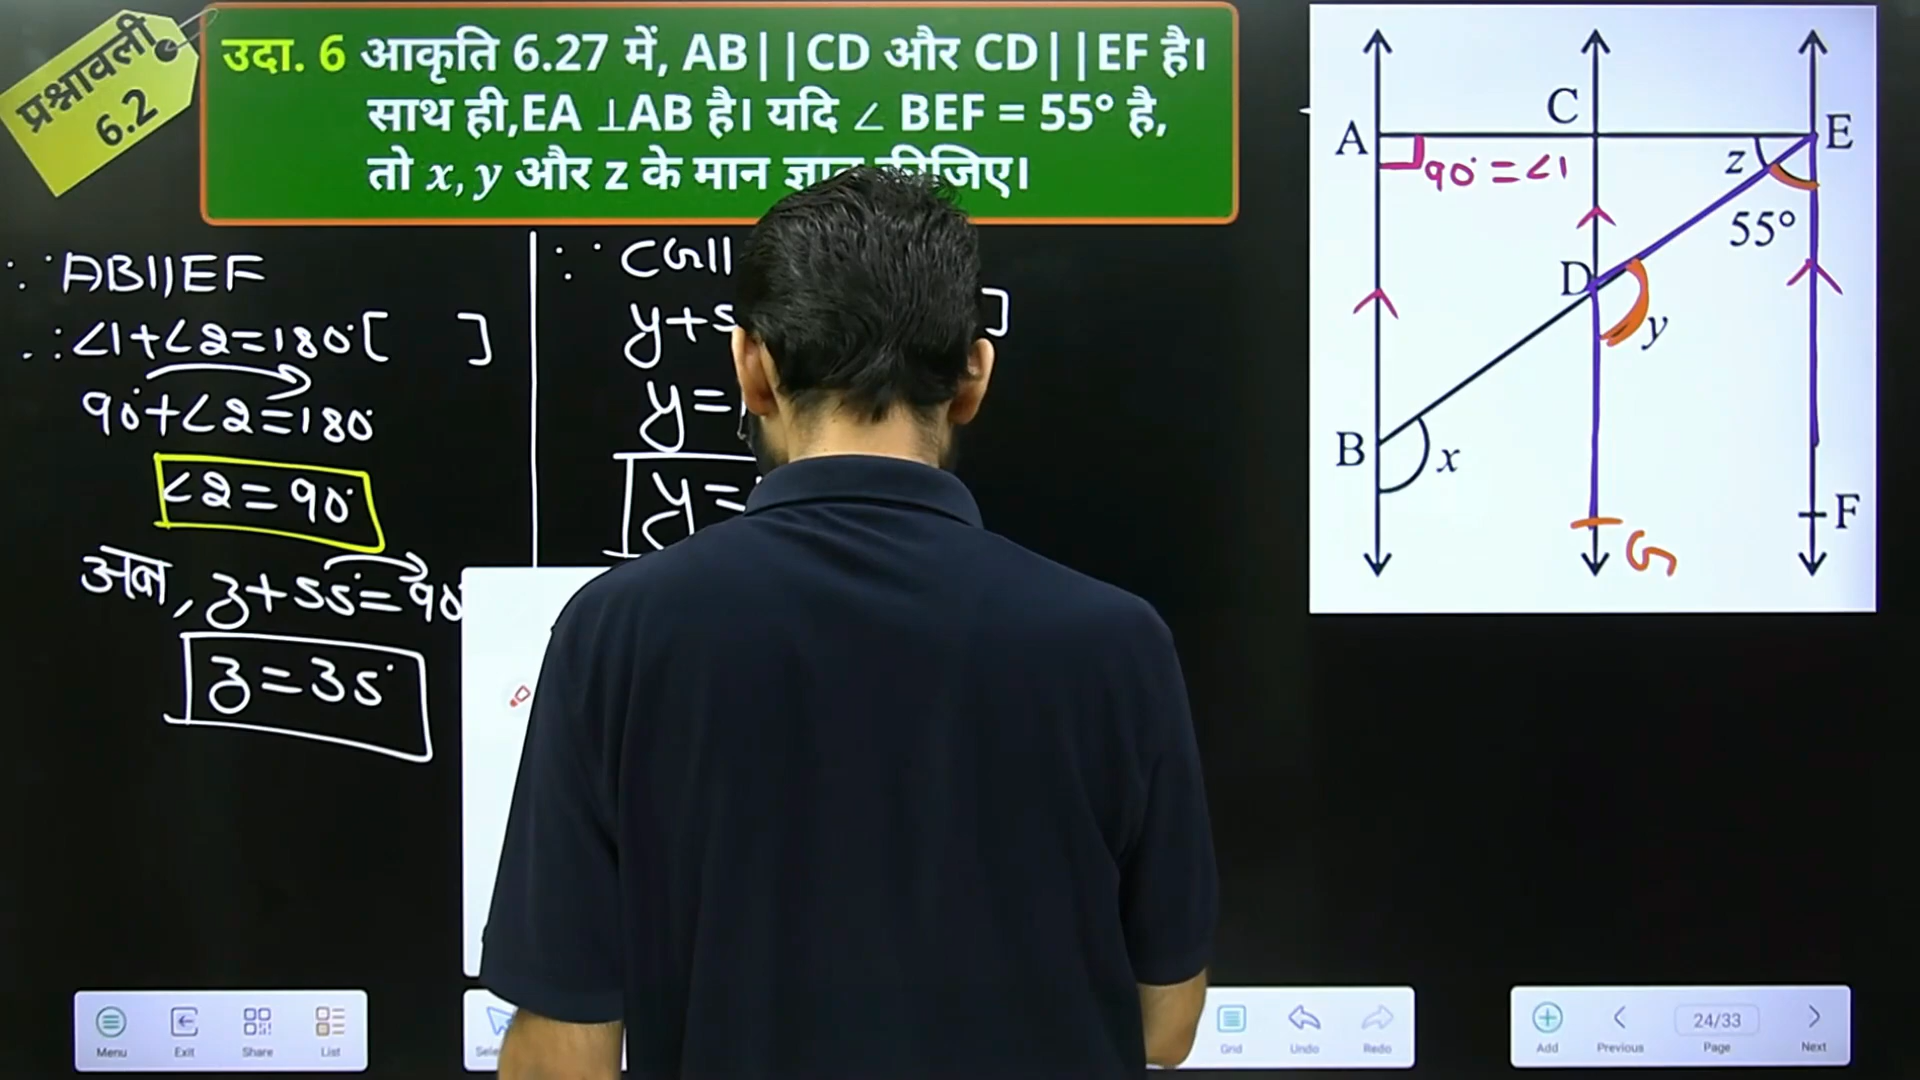 प्रश्नावली
6.2
उदा. 6 आकृति 6.27 में, AB||CD और CD||EF है।
साथ ही,EA ⊥AB है। यदि ∠ BEF = 55° है,
तो x, y और z के मान
∵ AB||EF
∴ ∠1+∠2=180°[ ]
90°+∠2=180°
∠2=90°
अब, z+55°=90°
z=35°
∵ CG||
y+5 ]
y=
y=
A
C
E
90°=∠1
z
55°
D
y
B
x
F
G
Menu
Exit
Share
List
Grid
Undo
Redo
Add
Previous
24/33
Page
Next